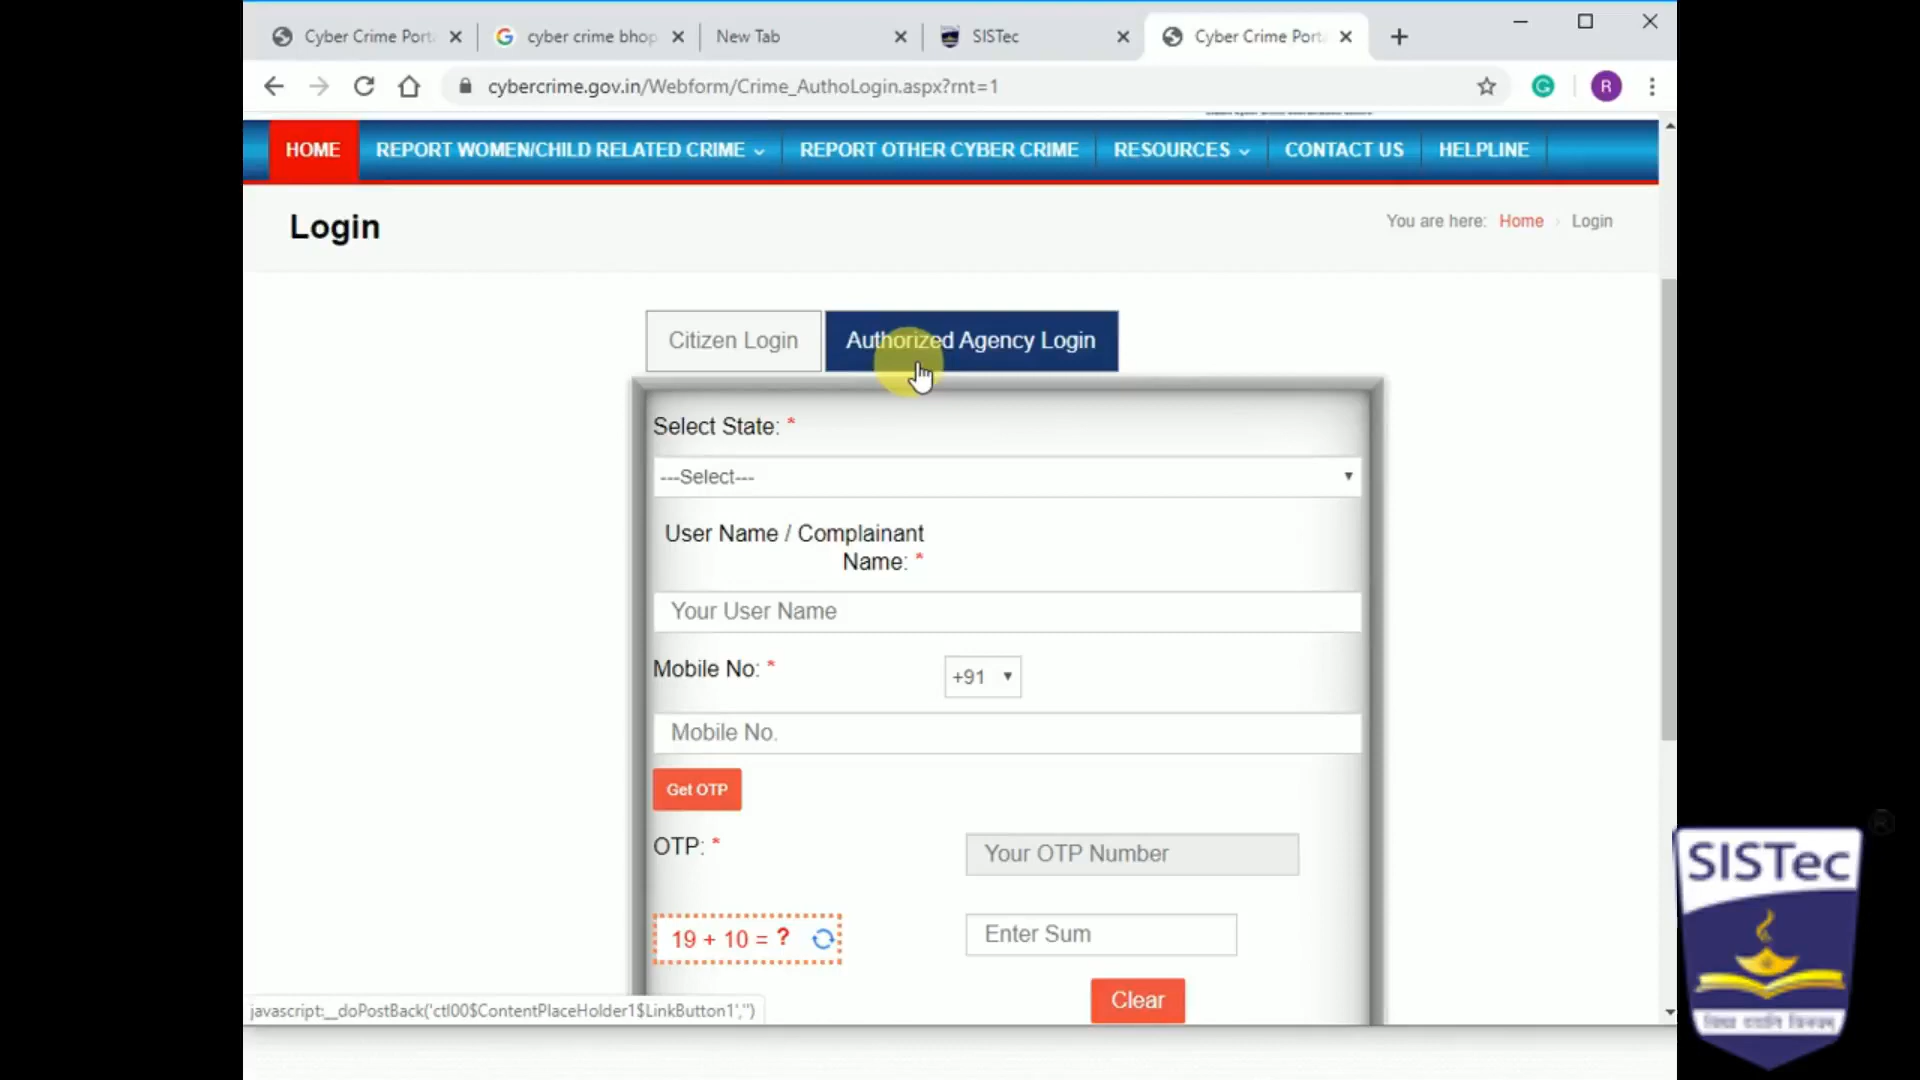 Cyber Crime Port
cyber crime bhop
New Tab
SISTec
Cyber Crime Port
cybercrime.gov.in/Webform/Crime_AuthoLogin.aspx?rnt=1
R
HOME
REPORT WOMEN/CHILD RELATED CRIME
REPORT OTHER CYBER CRIME
RESOURCES
CONTACT US
HELPLINE
Login
You are here: Home › Login
Citizen Login
Authorized Agency Login
Select State: *
---Select---
User Name / Complainant
Name: *
Your User Name
Mobile No: *
+91
Mobile No.
Get OTP
OTP: *
Your OTP Number
19 + 10 = ?
Enter Sum
Clear
javascript:__doPostBack('ctl00$ContentPlaceHolder1$LinkButton1','')
SISTec
®